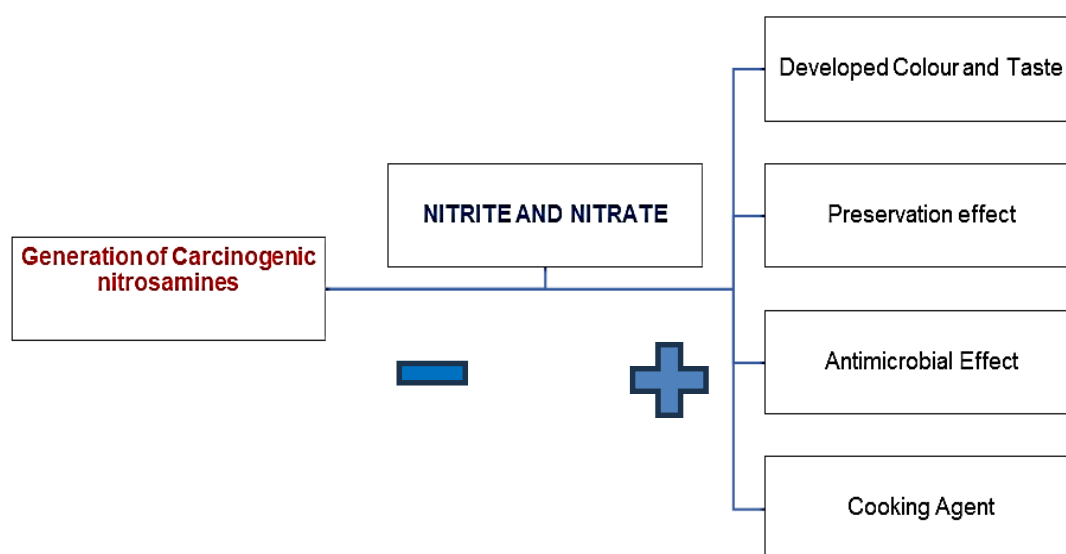 Developed Colour and Taste
NITRITE AND NITRATE
Preservation effect
Generation of Carcinogenic
nitrosamines
Antimicrobial Effect
Cooking Agent